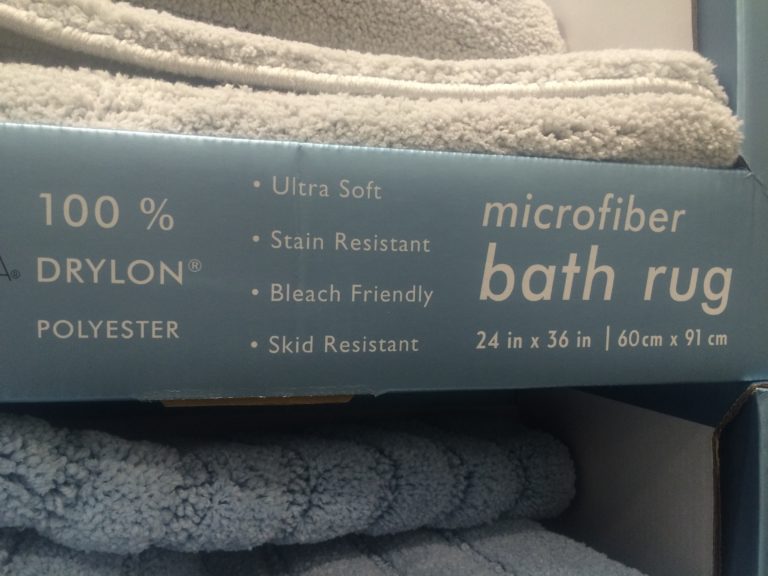 100 %
DRYLON®
POLYESTER
• Ultra Soft
• Stain Resistant
• Bleach Friendly
• Skid Resistant
microfiber
bath rug
24 in x 36 in | 60cm x 91 cm